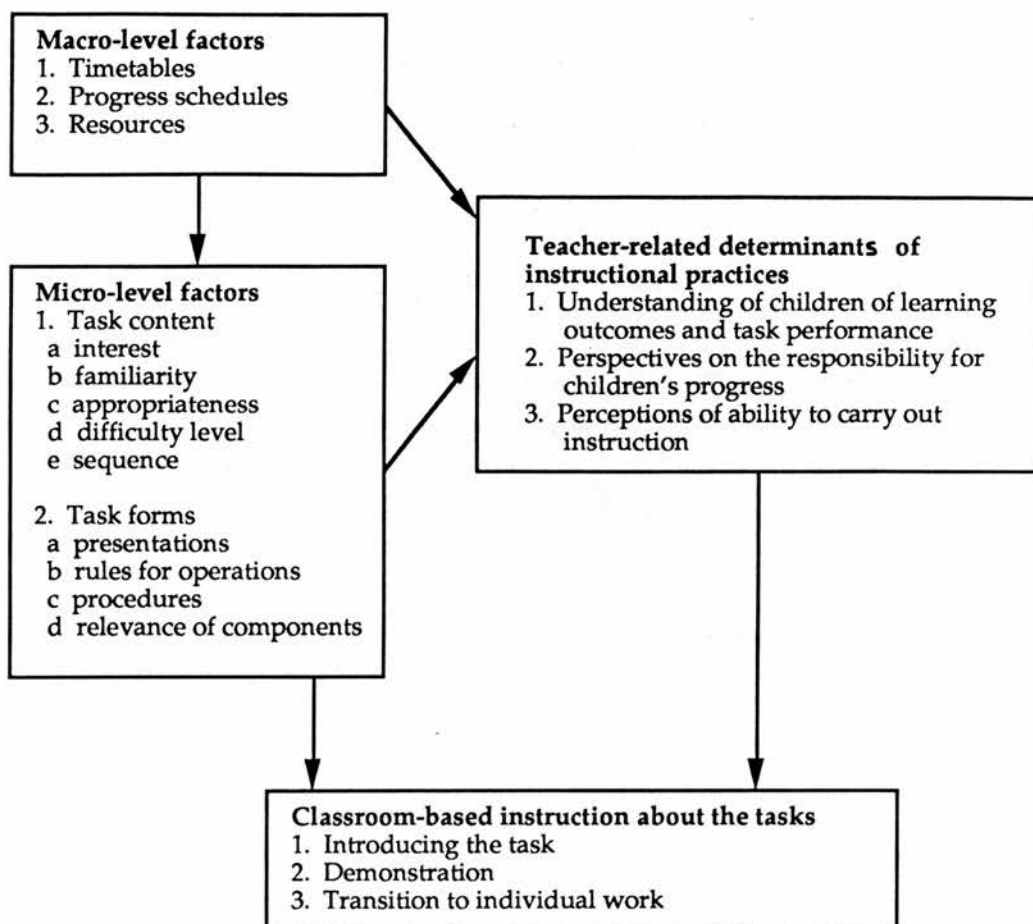 Macro-level factors
1. Timetables
2. Progress schedules
3. Resources
Micro-level factors
1. Task content
a interest
b familiarity
c appropriateness
d difficulty level
e sequence
2. Task forms
a presentations
b rules for operations
c procedures
d relevance of components
Teacher-related determinants of
instructional practices
1. Understanding of children of learning
outcomes and task performance
2. Perspectives on the responsibility for
children's progress
3. Perceptions of ability to carry out
instruction
Classroom-based instruction about the tasks
1. Introducing the task
2. Demonstration
3. Transition to individual work